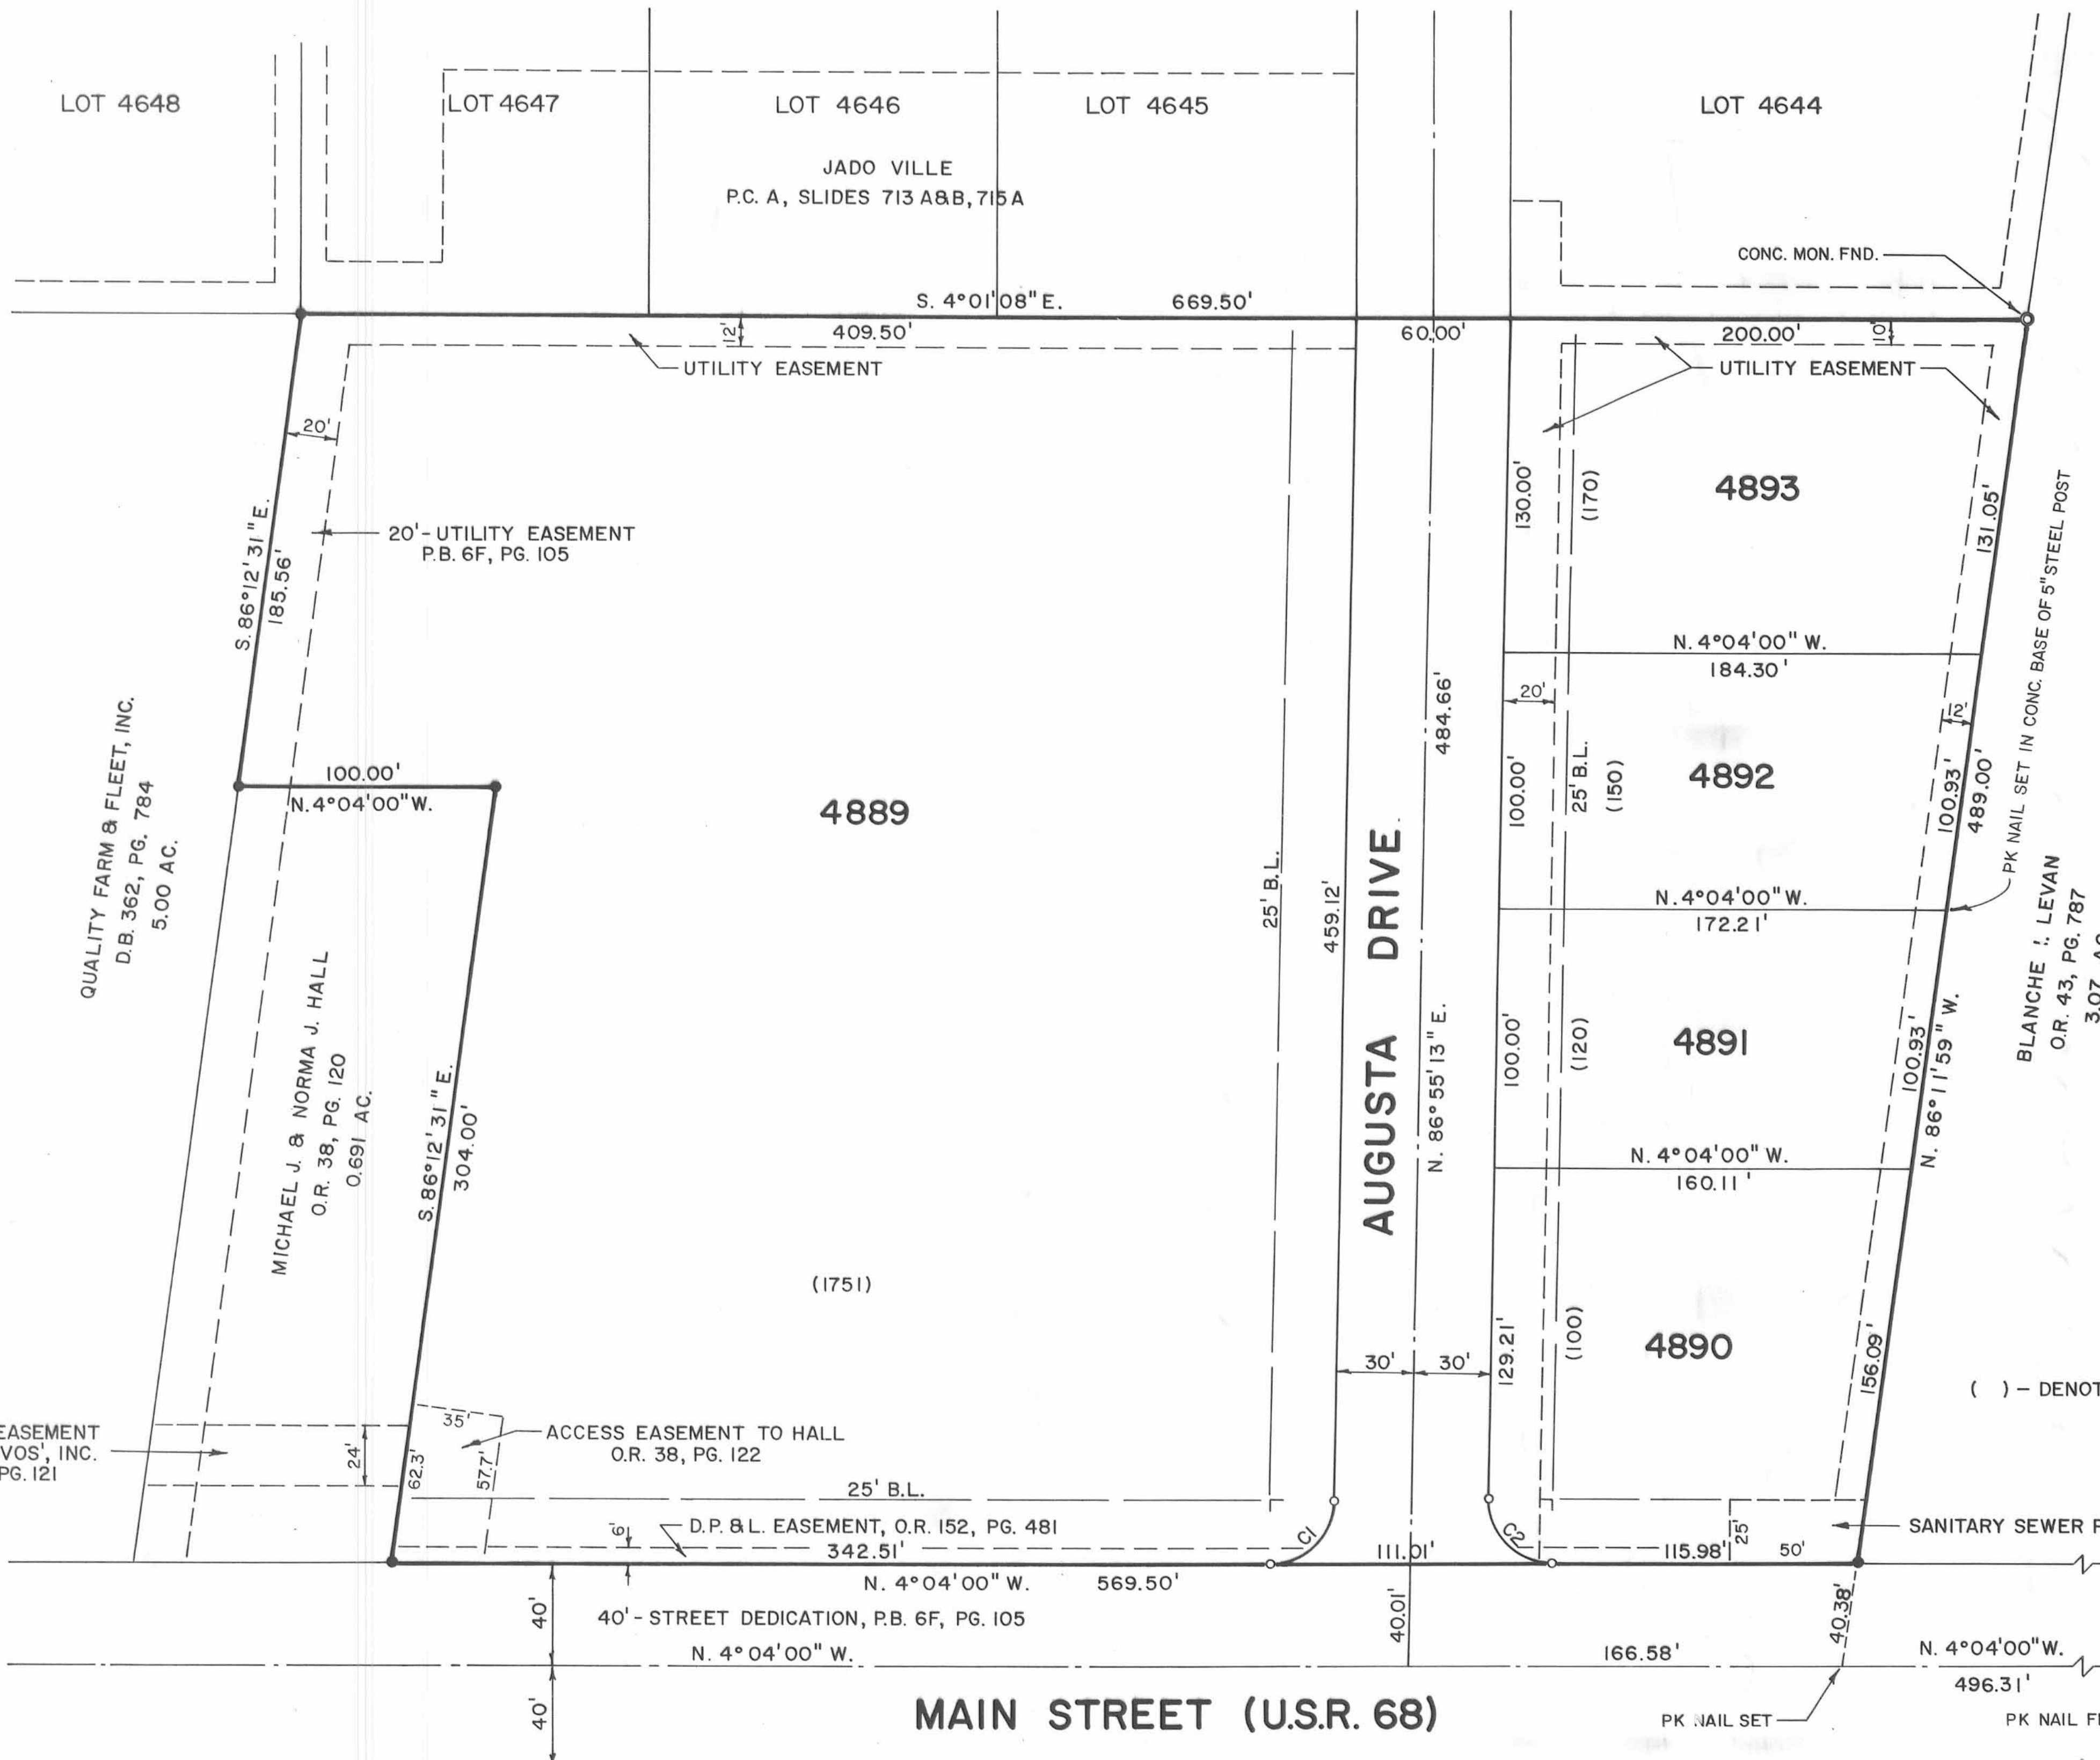 LOT 4648
LOT 4647
LOT 4646
LOT 4645
LOT 4644
JADO VILLE
P.C. A, SLIDES 713 A&B, 715 A
CONC. MON. FND.
S. 4°01'08" E. 669.50'
12'
409.50'
60.00'
200.00'
10'
UTILITY EASEMENT
UTILITY EASEMENT
20'
S. 86°12'31" E.
185.56'
20'- UTILITY EASEMENT
P.B. 6F, PG. 105
130.00'
(170)
4893
131.05'
PK NAIL SET IN CONC. BASE OF 5" STEEL POST
N. 4°04'00" W.
184.30'
20'
12'
484.66'
100.00'
25' B.L.
(150)
4892
100.93'
489.00'
QUALITY FARM & FLEET, INC.
D.B. 362, PG. 784
5.00 AC.
100.00'
N. 4°04'00" W.
4889
25' B.L.
459.12'
AUGUSTA DRIVE
N. 86°55'13" E.
N. 4°04'00" W.
172.21'
BLANCHE LEVAN
O.R. 43, PG. 787
3.07
MICHAEL J. & NORMA J. HALL
O.R. 38, PG. 120
0.691 AC.
S. 86°12'31" E.
304.00'
100.00'
(120)
4891
100.93'
N. 86°11'59" W.
N. 4°04'00" W.
160.11'
(1751)
30'
30'
129.21'
(100)
4890
156.09'
( ) – DENOT
EASEMENT
VOS', INC.
PG. 121
24'
62.3'
35'
57.7'
ACCESS EASEMENT TO HALL
O.R. 38, PG. 122
25' B.L.
6'
D.P. & L. EASEMENT, O.R. 152, PG. 481
342.51'
C1
C2
111.01'
115.98'
25'
50'
SANITARY SEWER
N. 4°04'00" W. 569.50'
40'
40'- STREET DEDICATION, P.B. 6F, PG. 105
40.01'
40.38'
N. 4°04'00" W.
166.58'
N. 4°04'00" W.
496.31'
40'
MAIN STREET (U.S.R. 68)
PK NAIL SET
PK NAIL